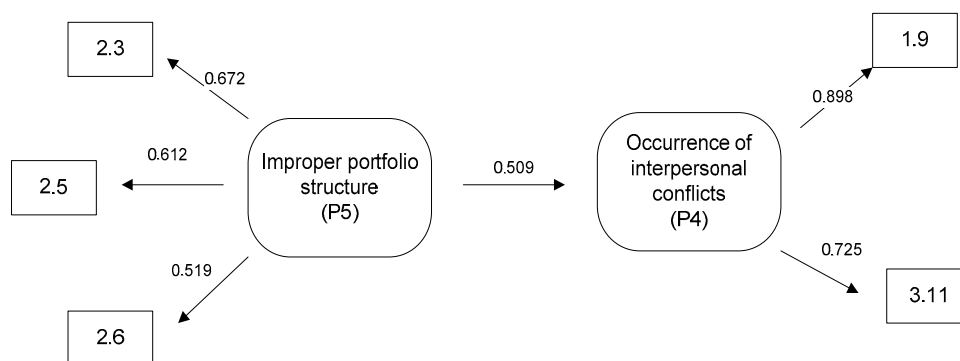 2.3
0.672
0.612
2.5
0.519
2.6
Improper portfolio
structure
(P5)
0.509
Occurrence of
interpersonal
conflicts
(P4)
1.9
0.898
0.725
3.11